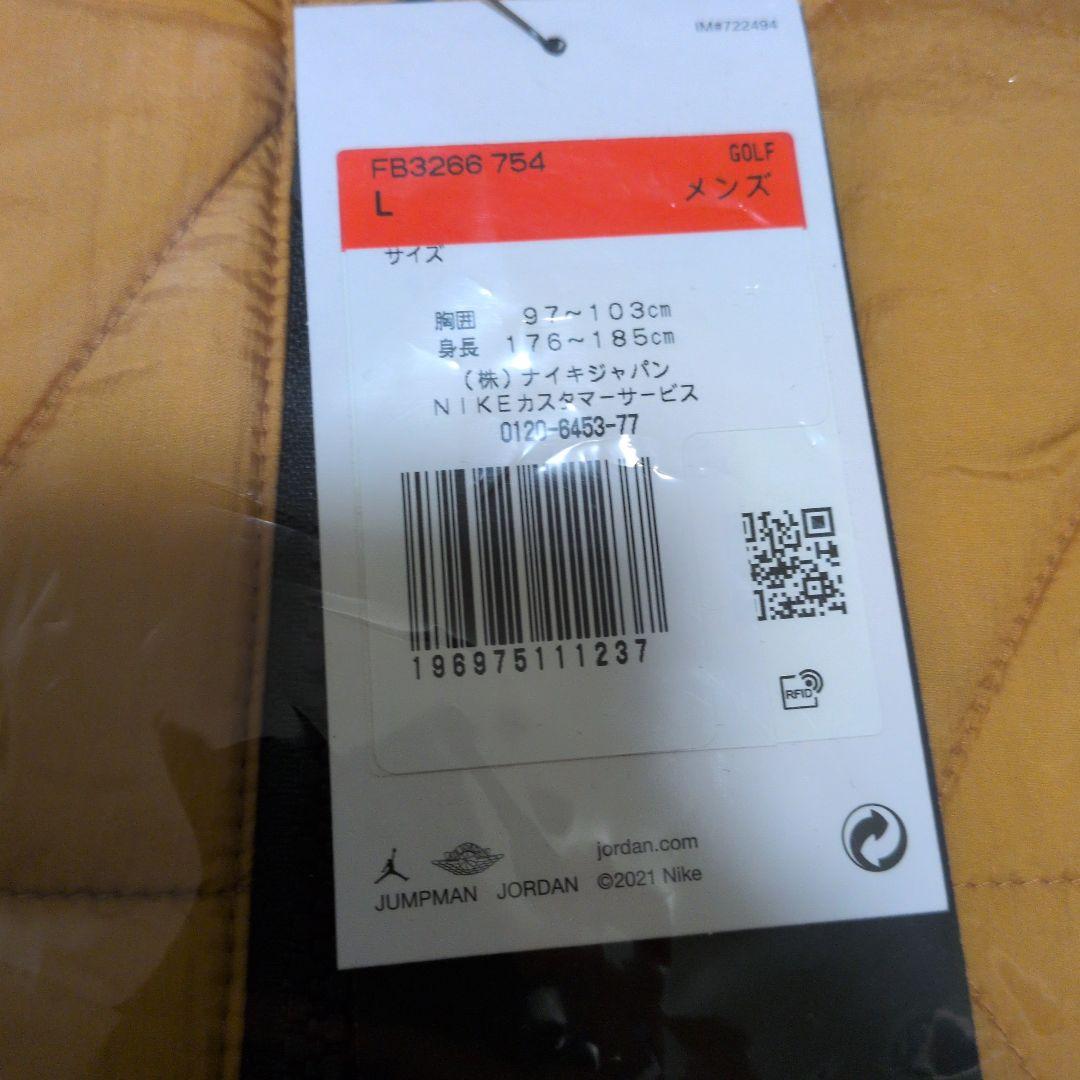 IM#722494
FB3266 754 GOLF
L メンズ
サイズ
胸囲 97~103cm
身長 176~185cm
(株)ナイキジャパン
NIKEカスタマーサービス
0120-6453-77
196975111237
RFID
jordan.com
JUMPMAN JORDAN ©2021 Nike